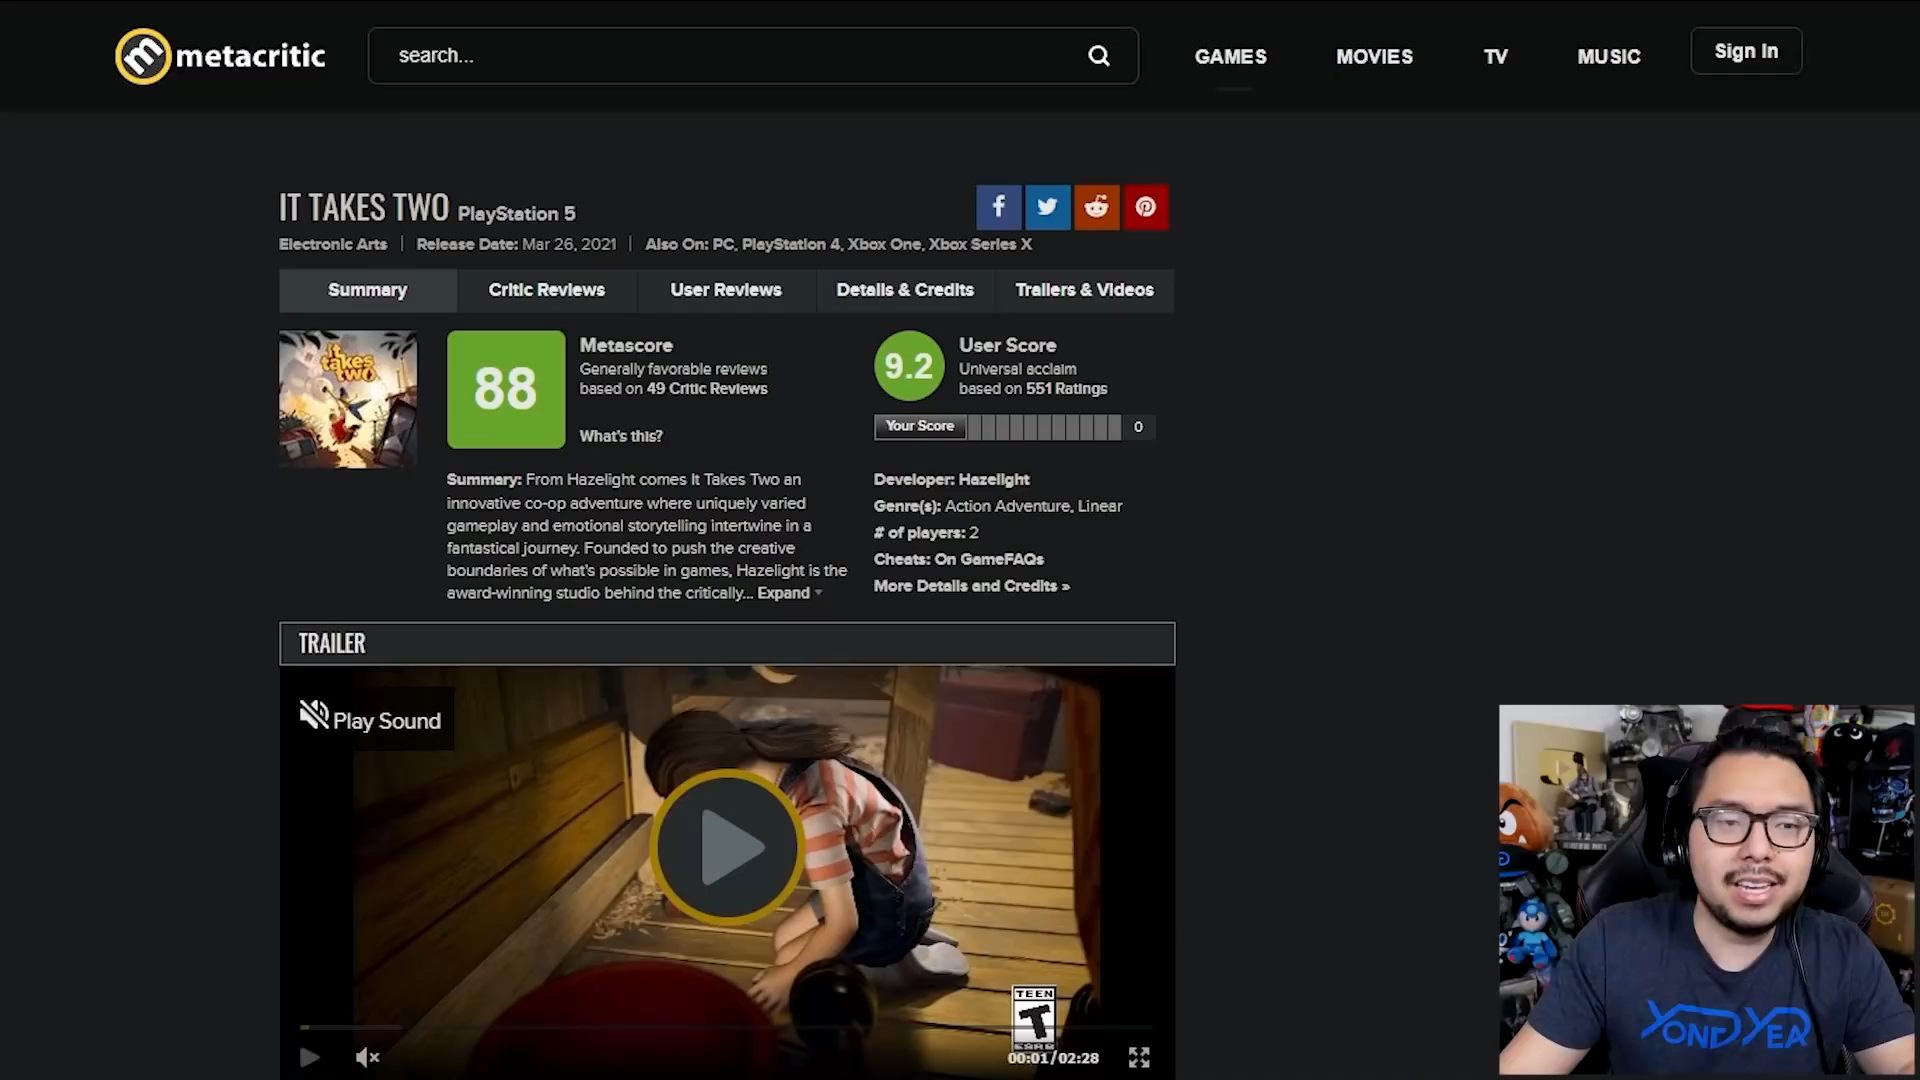 metacritic
search...
GAMES
MOVIES
TV
MUSIC
Sign In
IT TAKES TWO PlayStation 5
Electronic Arts | Release Date: Mar 26, 2021 | Also On: PC, PlayStation 4, Xbox One, Xbox Series X
Summary
Critic Reviews
User Reviews
Details & Credits
Trailers & Videos
it
takes
two
88
Metascore
Generally favorable reviews
based on 49 Critic Reviews
What's this?
9.2
User Score
Universal acclaim
based on 551 Ratings
Your Score
0
Summary: From Hazelight comes It Takes Two an
innovative co-op adventure where uniquely varied
gameplay and emotional storytelling intertwine in a
fantastical journey. Founded to push the creative
boundaries of what's possible in games, Hazelight is the
award-winning studio behind the critically... Expand
Developer: Hazelight
Genre(s): Action Adventure, Linear
# of players: 2
Cheats: On GameFAQs
More Details and Credits »
TRAILER
Play Sound
TEEN
T
00:01/02:28
YONGYEA